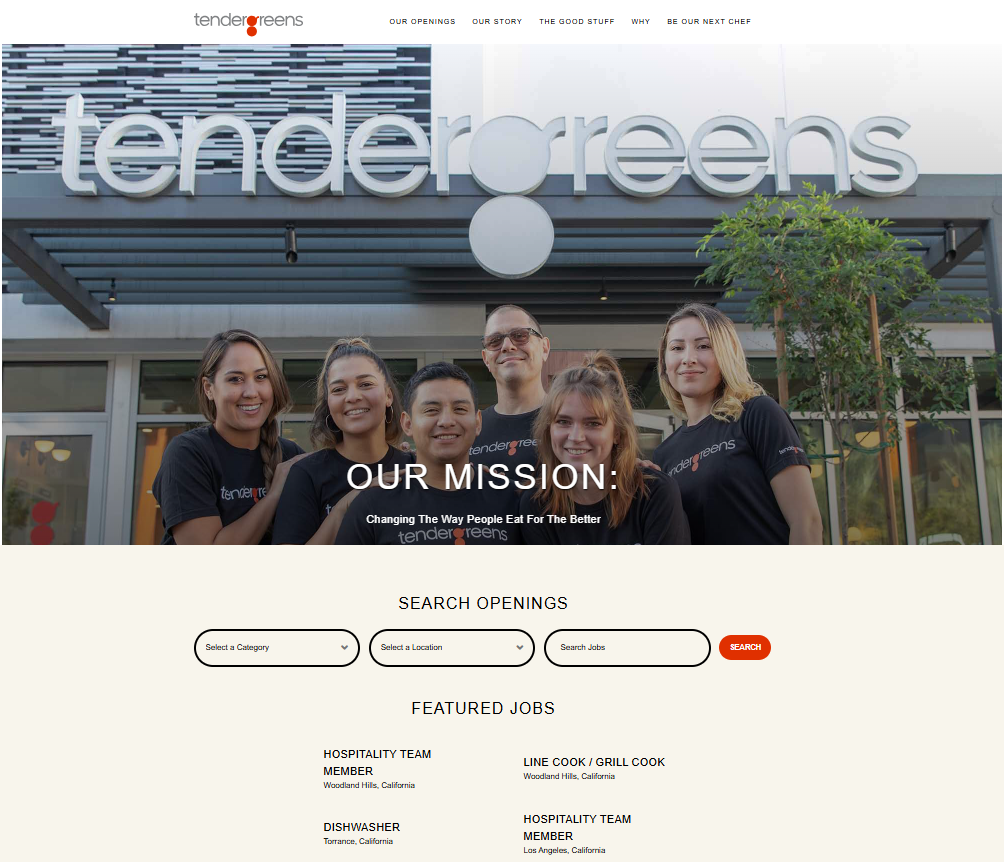 tendergreens
OUR OPENINGS OUR STORY THE GOOD STUFF WHY BE OUR NEXT CHEF
tendergreens
OUR MISSION:
Changing The Way People Eat For The Better
tendergreens
SEARCH OPENINGS
Select a Category Select a Location Search Jobs SEARCH
FEATURED JOBS
HOSPITALITY TEAM
MEMBER
Woodland Hills, California
LINE COOK / GRILL COOK
Woodland Hills, California
DISHWASHER
Torrance, California
HOSPITALITY TEAM
MEMBER
Los Angeles, California